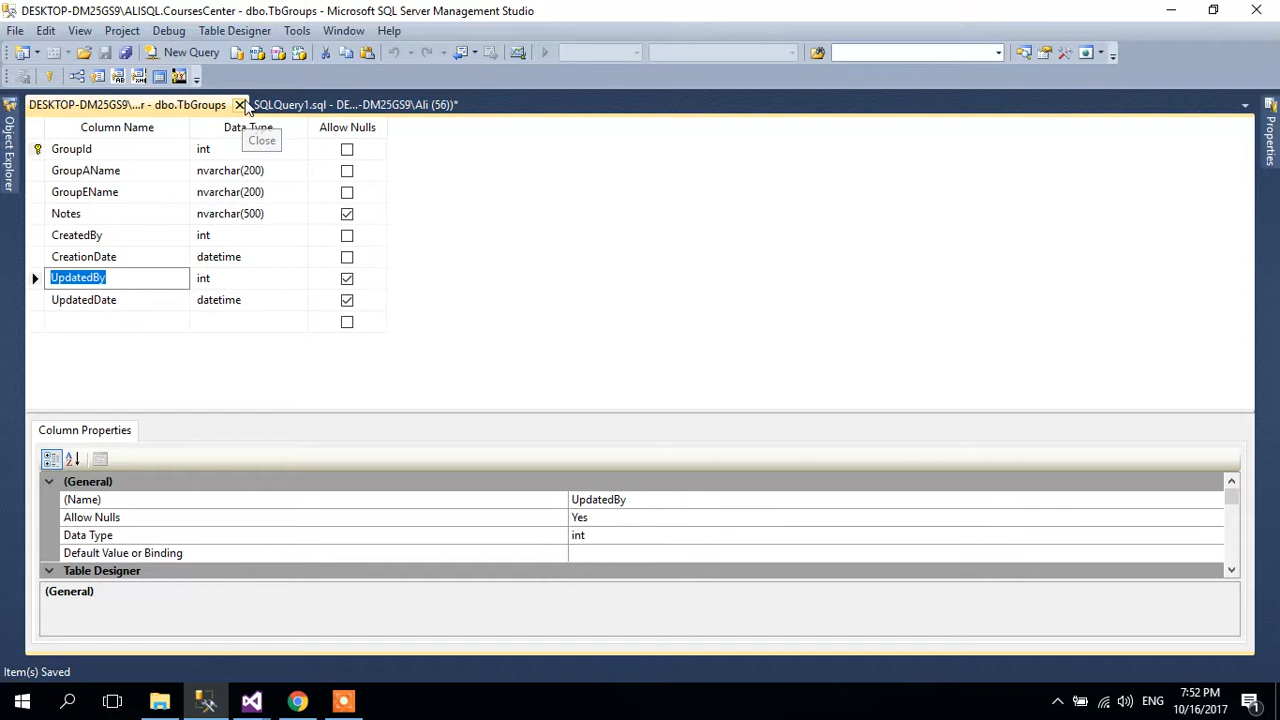 DESKTOP-DM25GS9\ALISQL.CoursesCenter - dbo.TbGroups - Microsoft SQL Server Management Studio
File Edit View Project Debug Table Designer Tools Window Help
New Query
DESKTOP-DM25GS9\...r - dbo.TbGroups SQLQuery1.sql - DE...-DM25GS9\Ali (56))*
Column Name Data Type Allow Nulls
Close
GroupId int
GroupAName nvarchar(200)
GroupEName nvarchar(200)
Notes nvarchar(500)
CreatedBy int
CreationDate datetime
UpdatedBy int
UpdatedDate datetime
Object Explorer
Properties
Column Properties
(General)
(Name) UpdatedBy
Allow Nulls Yes
Data Type int
Default Value or Binding
Table Designer
(General)
Item(s) Saved
ENG
7:52 PM
10/16/2017
1